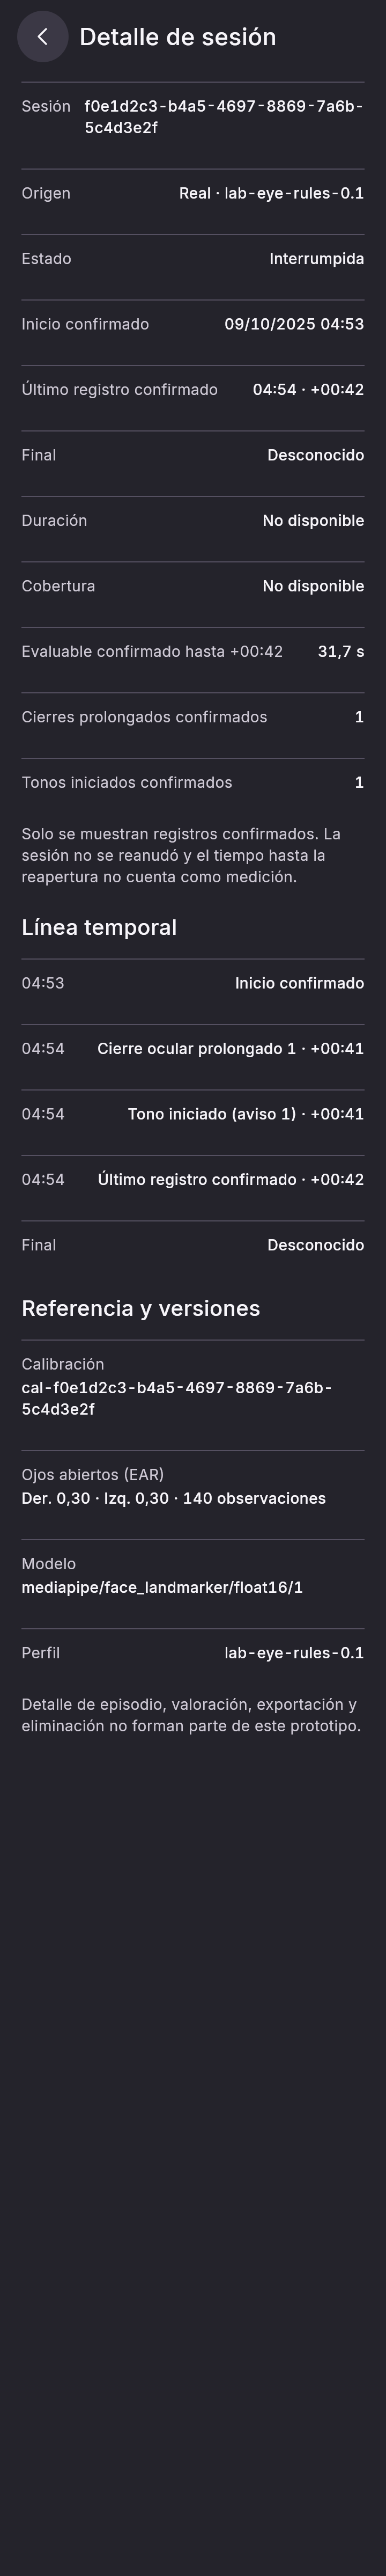 Detalle de sesión
Sesión f0e1d2c3-b4a5-4697-8869-7a6b-
5c4d3e2f
Origen Real · lab-eye-rules-0.1
Estado Interrumpida
Inicio confirmado 09/10/2025 04:53
Último registro confirmado 04:54 · +00:42
Final Desconocido
Duración No disponible
Cobertura No disponible
Evaluable confirmado hasta +00:42 31,7 s
Cierres prolongados confirmados 1
Tonos iniciados confirmados 1
Solo se muestran registros confirmados. La
sesión no se reanudó y el tiempo hasta la
reapertura no cuenta como medición.
Línea temporal
04:53 Inicio confirmado
04:54 Cierre ocular prolongado 1 · +00:41
04:54 Tono iniciado (aviso 1) · +00:41
04:54 Último registro confirmado · +00:42
Final Desconocido
Referencia y versiones
Calibración
cal-f0e1d2c3-b4a5-4697-8869-7a6b-
5c4d3e2f
Ojos abiertos (EAR)
Der. 0,30 · Izq. 0,30 · 140 observaciones
Modelo
mediapipe/face_landmarker/float16/1
Perfil lab-eye-rules-0.1
Detalle de episodio, valoración, exportación y
eliminación no forman parte de este prototipo.